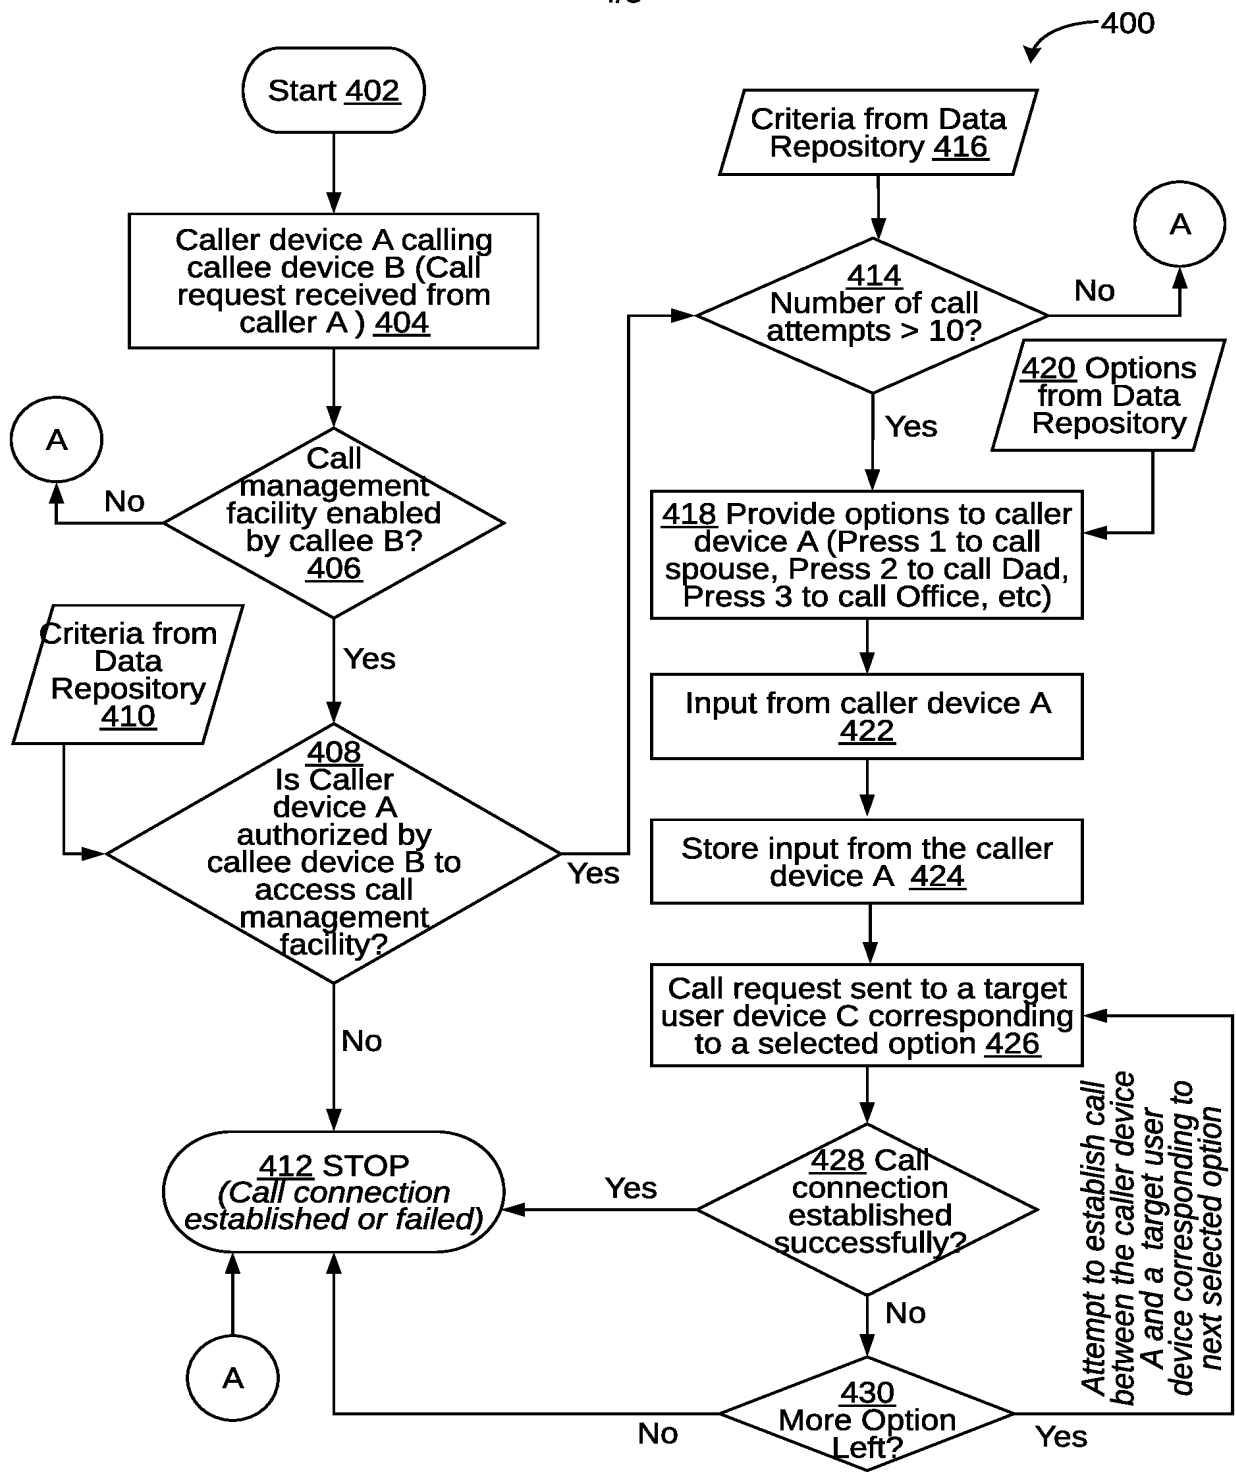 400
Start 402
Caller device A calling
callee device B (Call
request received from
caller A ) 404
A
No
Call
management
facility enabled
by callee B?
406
Yes
Criteria from
Data
Repository
410
408
Is Caller
device A
authorized by
callee device B to
access call
management
facility?
Yes
No
412 STOP
(Call connection
established or failed)
A
Criteria from Data
Repository 416
A
414
Number of call
attempts > 10?
No
Yes
420 Options
from Data
Repository
418 Provide options to caller
device A (Press 1 to call
spouse, Press 2 to call Dad,
Press 3 to call Office, etc)
Input from caller device A
422
Store input from the caller
device A 424
Call request sent to a target
user device C corresponding
to a selected option 426
428 Call
connection
established
successfully?
Yes
No
430
More Option
Left?
No
Yes
Attempt to establish call
between the caller device
A and a target user
device corresponding to
next selected option